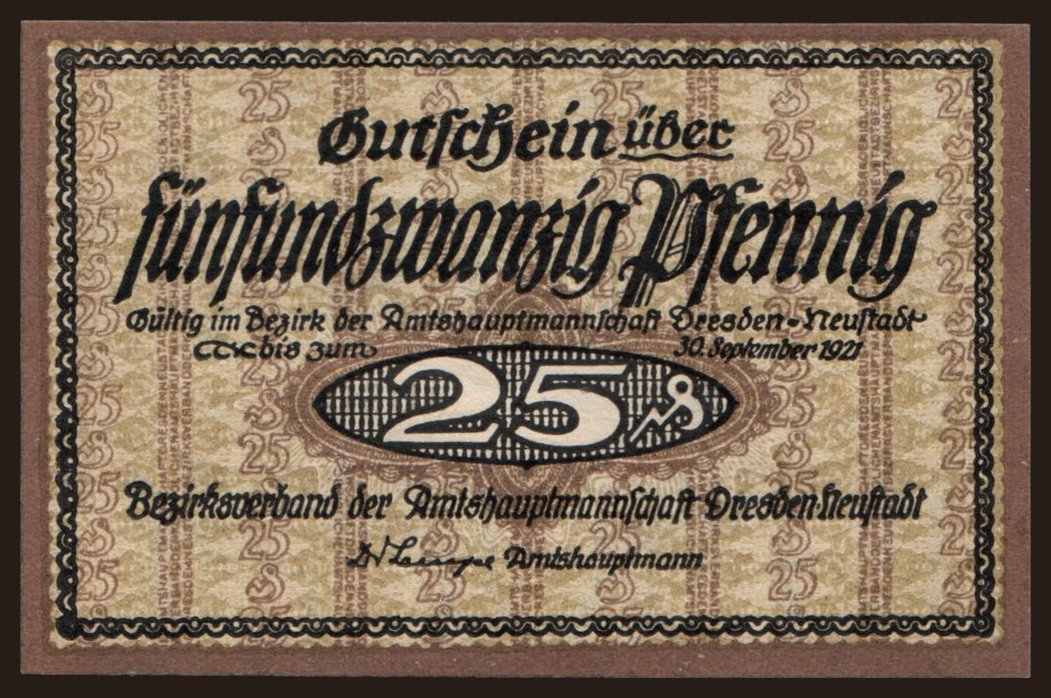 Gutschein über
fünfundzwanzig Pfennig
Gültig im Bezirk der Amtshauptmannschaft Dresden-Neustadt
bis zum 30. September 1921
25 ₰
Bezirksverband der Amtshauptmannschaft Dresden-Neustadt
Amtshauptmann